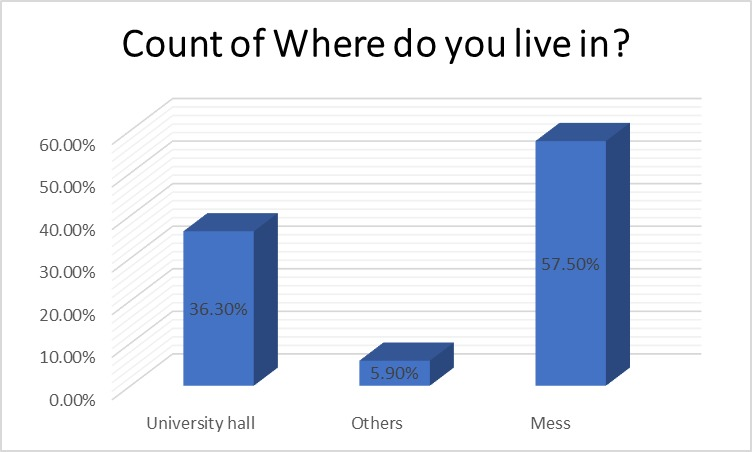 Count of Where do you live in?
60.00%
50.00%
40.00%
30.00%
20.00%
10.00%
0.00%
36.30%
5.90%
57.50%
University hall
Others
Mess